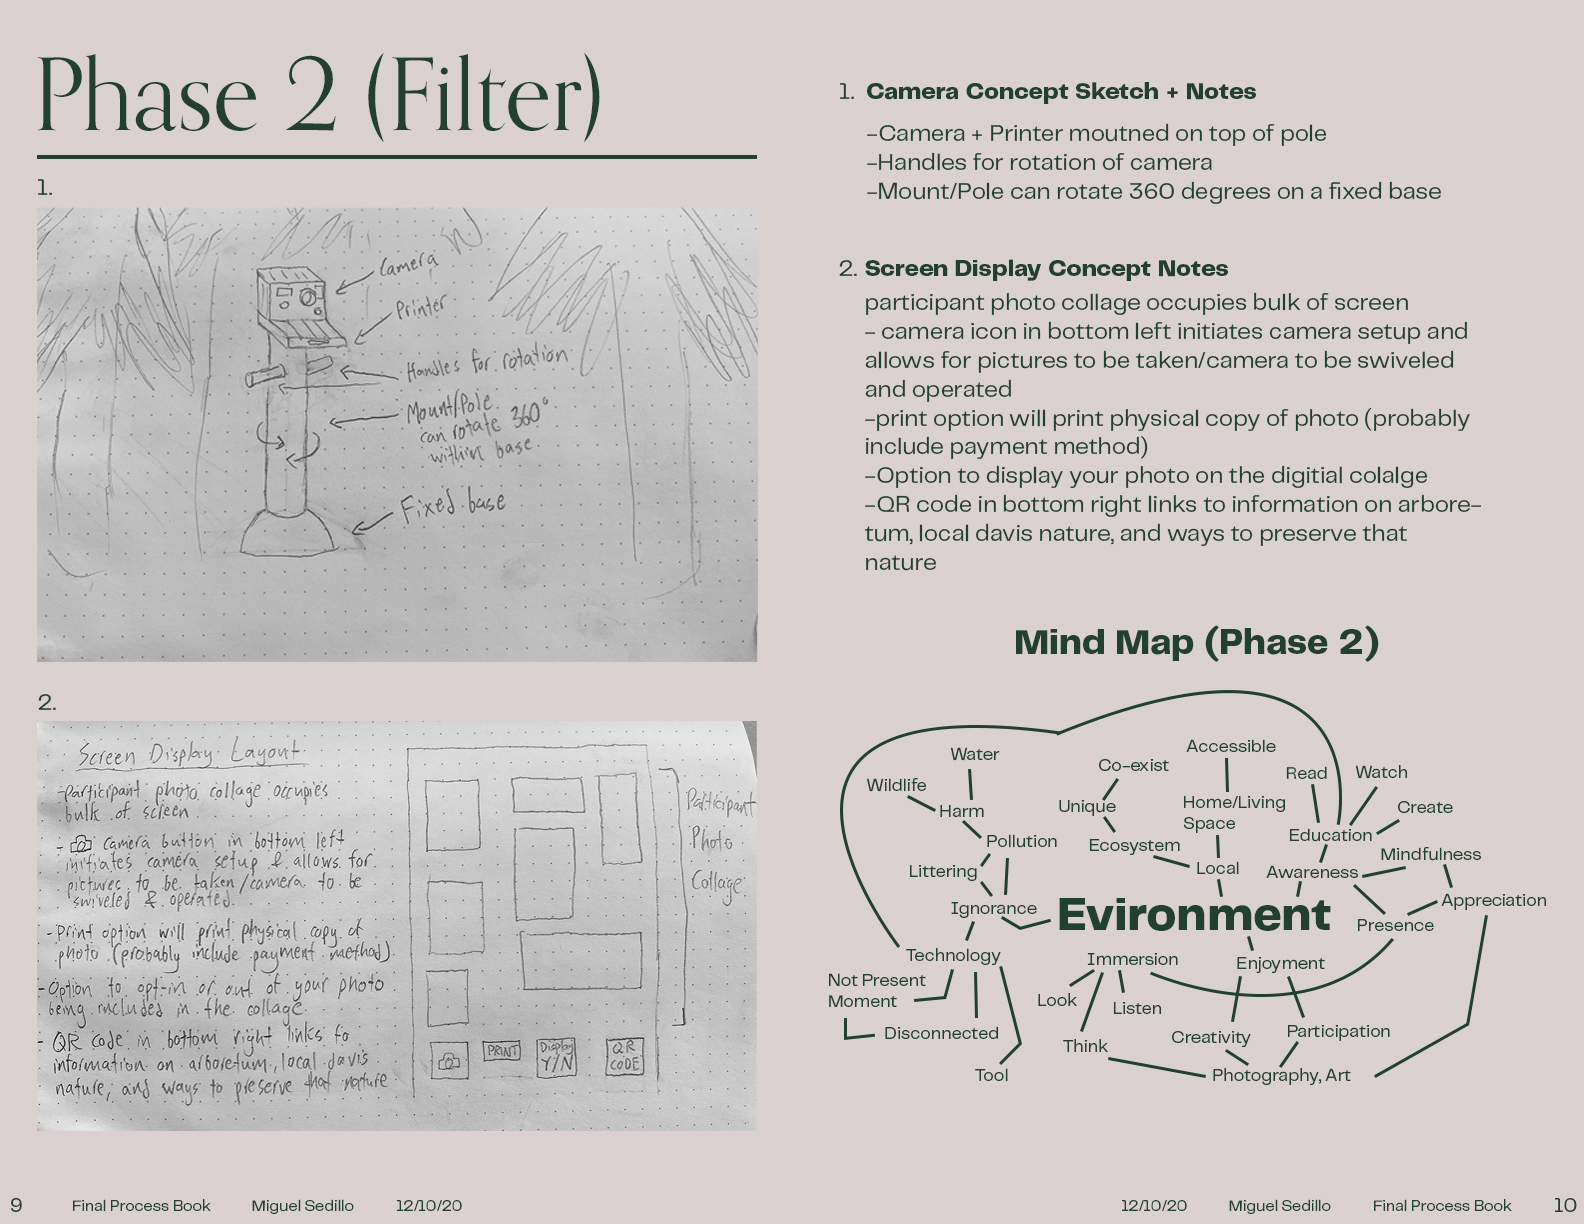 Phase 2 (Filter)
1.
Camera
Printer
Handles for rotation
Mount/Pole
can rotate 360°
within base
Fixed base
2.
Screen Display Layout
-Participant photo collage occupies
bulk of screen
- camera button in bottom left
initiates camera setup & allows for
pictures to be taken/camera to be
swiveled & operated.
-Print option will print physical copy of
photo (probably include payment method)
-Option to opt-in or out of your photo
being included in the collage
- QR code in bottom right links to
information on arboretum, local davis
nature, and ways to preserve that nature
Participant
Photo
Collage
PRINT
Display
Y/N
QR
CODE
9
Final Process Book
Miguel Sedillo
12/10/20
1. Camera Concept Sketch + Notes
-Camera + Printer moutned on top of pole
-Handles for rotation of camera
-Mount/Pole can rotate 360 degrees on a fixed base
2. Screen Display Concept Notes
participant photo collage occupies bulk of screen
- camera icon in bottom left initiates camera setup and
allows for pictures to be taken/camera to be swiveled
and operated
-print option will print physical copy of photo (probably
include payment method)
-Option to display your photo on the digitial colalge
-QR code in bottom right links to information on arbore-
tum, local davis nature, and ways to preserve that
nature
Mind Map (Phase 2)
Water
Wildlife
Harm
Pollution
Littering
Ignorance
Technology
Not Present
Moment
Disconnected
Tool
Co-exist
Unique
Ecosystem
Accessible
Home/Living
Space
Local
Read
Watch
Create
Education
Mindfulness
Awareness
Appreciation
Presence
Evironment
Immersion
Look
Listen
Think
Enjoyment
Creativity
Participation
Photography, Art
12/10/20
Miguel Sedillo
Final Process Book
10